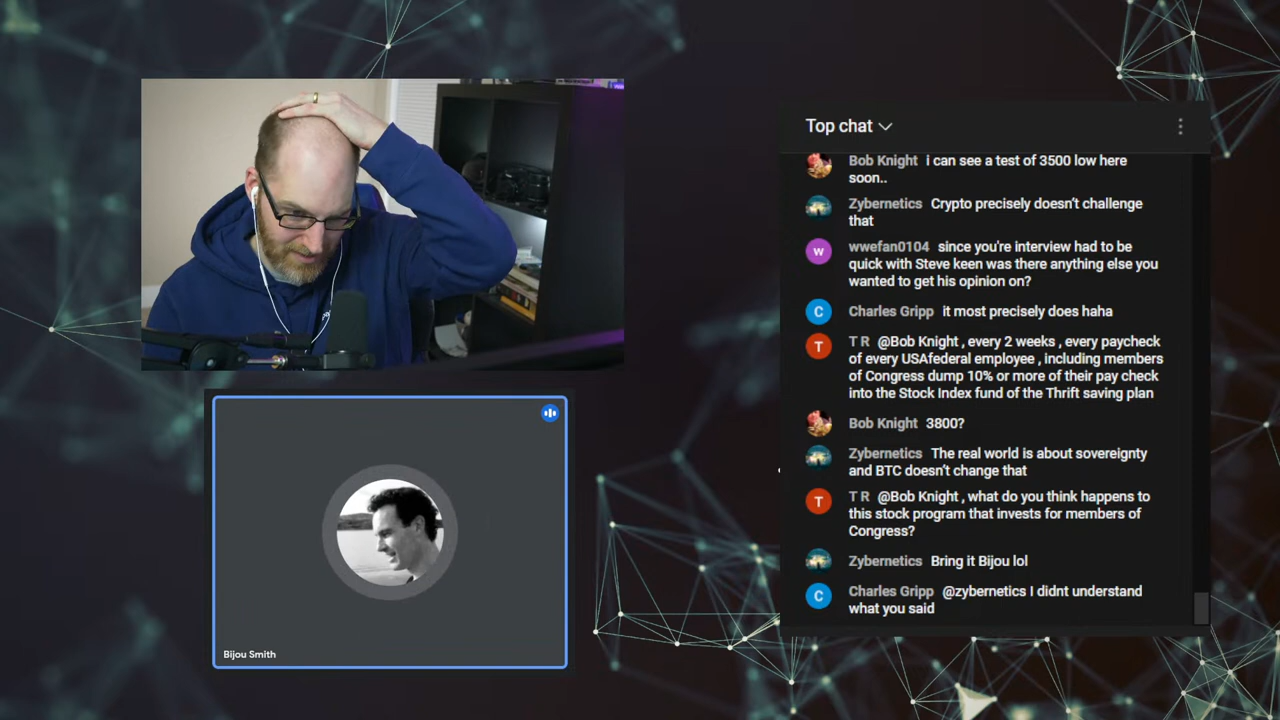 Top chat
Bob Knight i can see a test of 3500 low here
soon..
Zybernetics Crypto precisely doesn't challenge
that
w wwefan0104 since you're interview had to be
quick with Steve keen was there anything else you
wanted to get his opinion on?
C Charles Gripp it most precisely does haha
T T R @Bob Knight , every 2 weeks , every paycheck
of every USAfederal employee , including members
of Congress dump 10% or more of their pay check
into the Stock Index fund of the Thrift saving plan
Bob Knight 3800?
Zybernetics The real world is about sovereignty
and BTC doesn't change that
T T R @Bob Knight , what do you think happens to
this stock program that invests for members of
Congress?
Zybernetics Bring it Bijou lol
C Charles Gripp @zybernetics I didnt understand
what you said
Bijou Smith